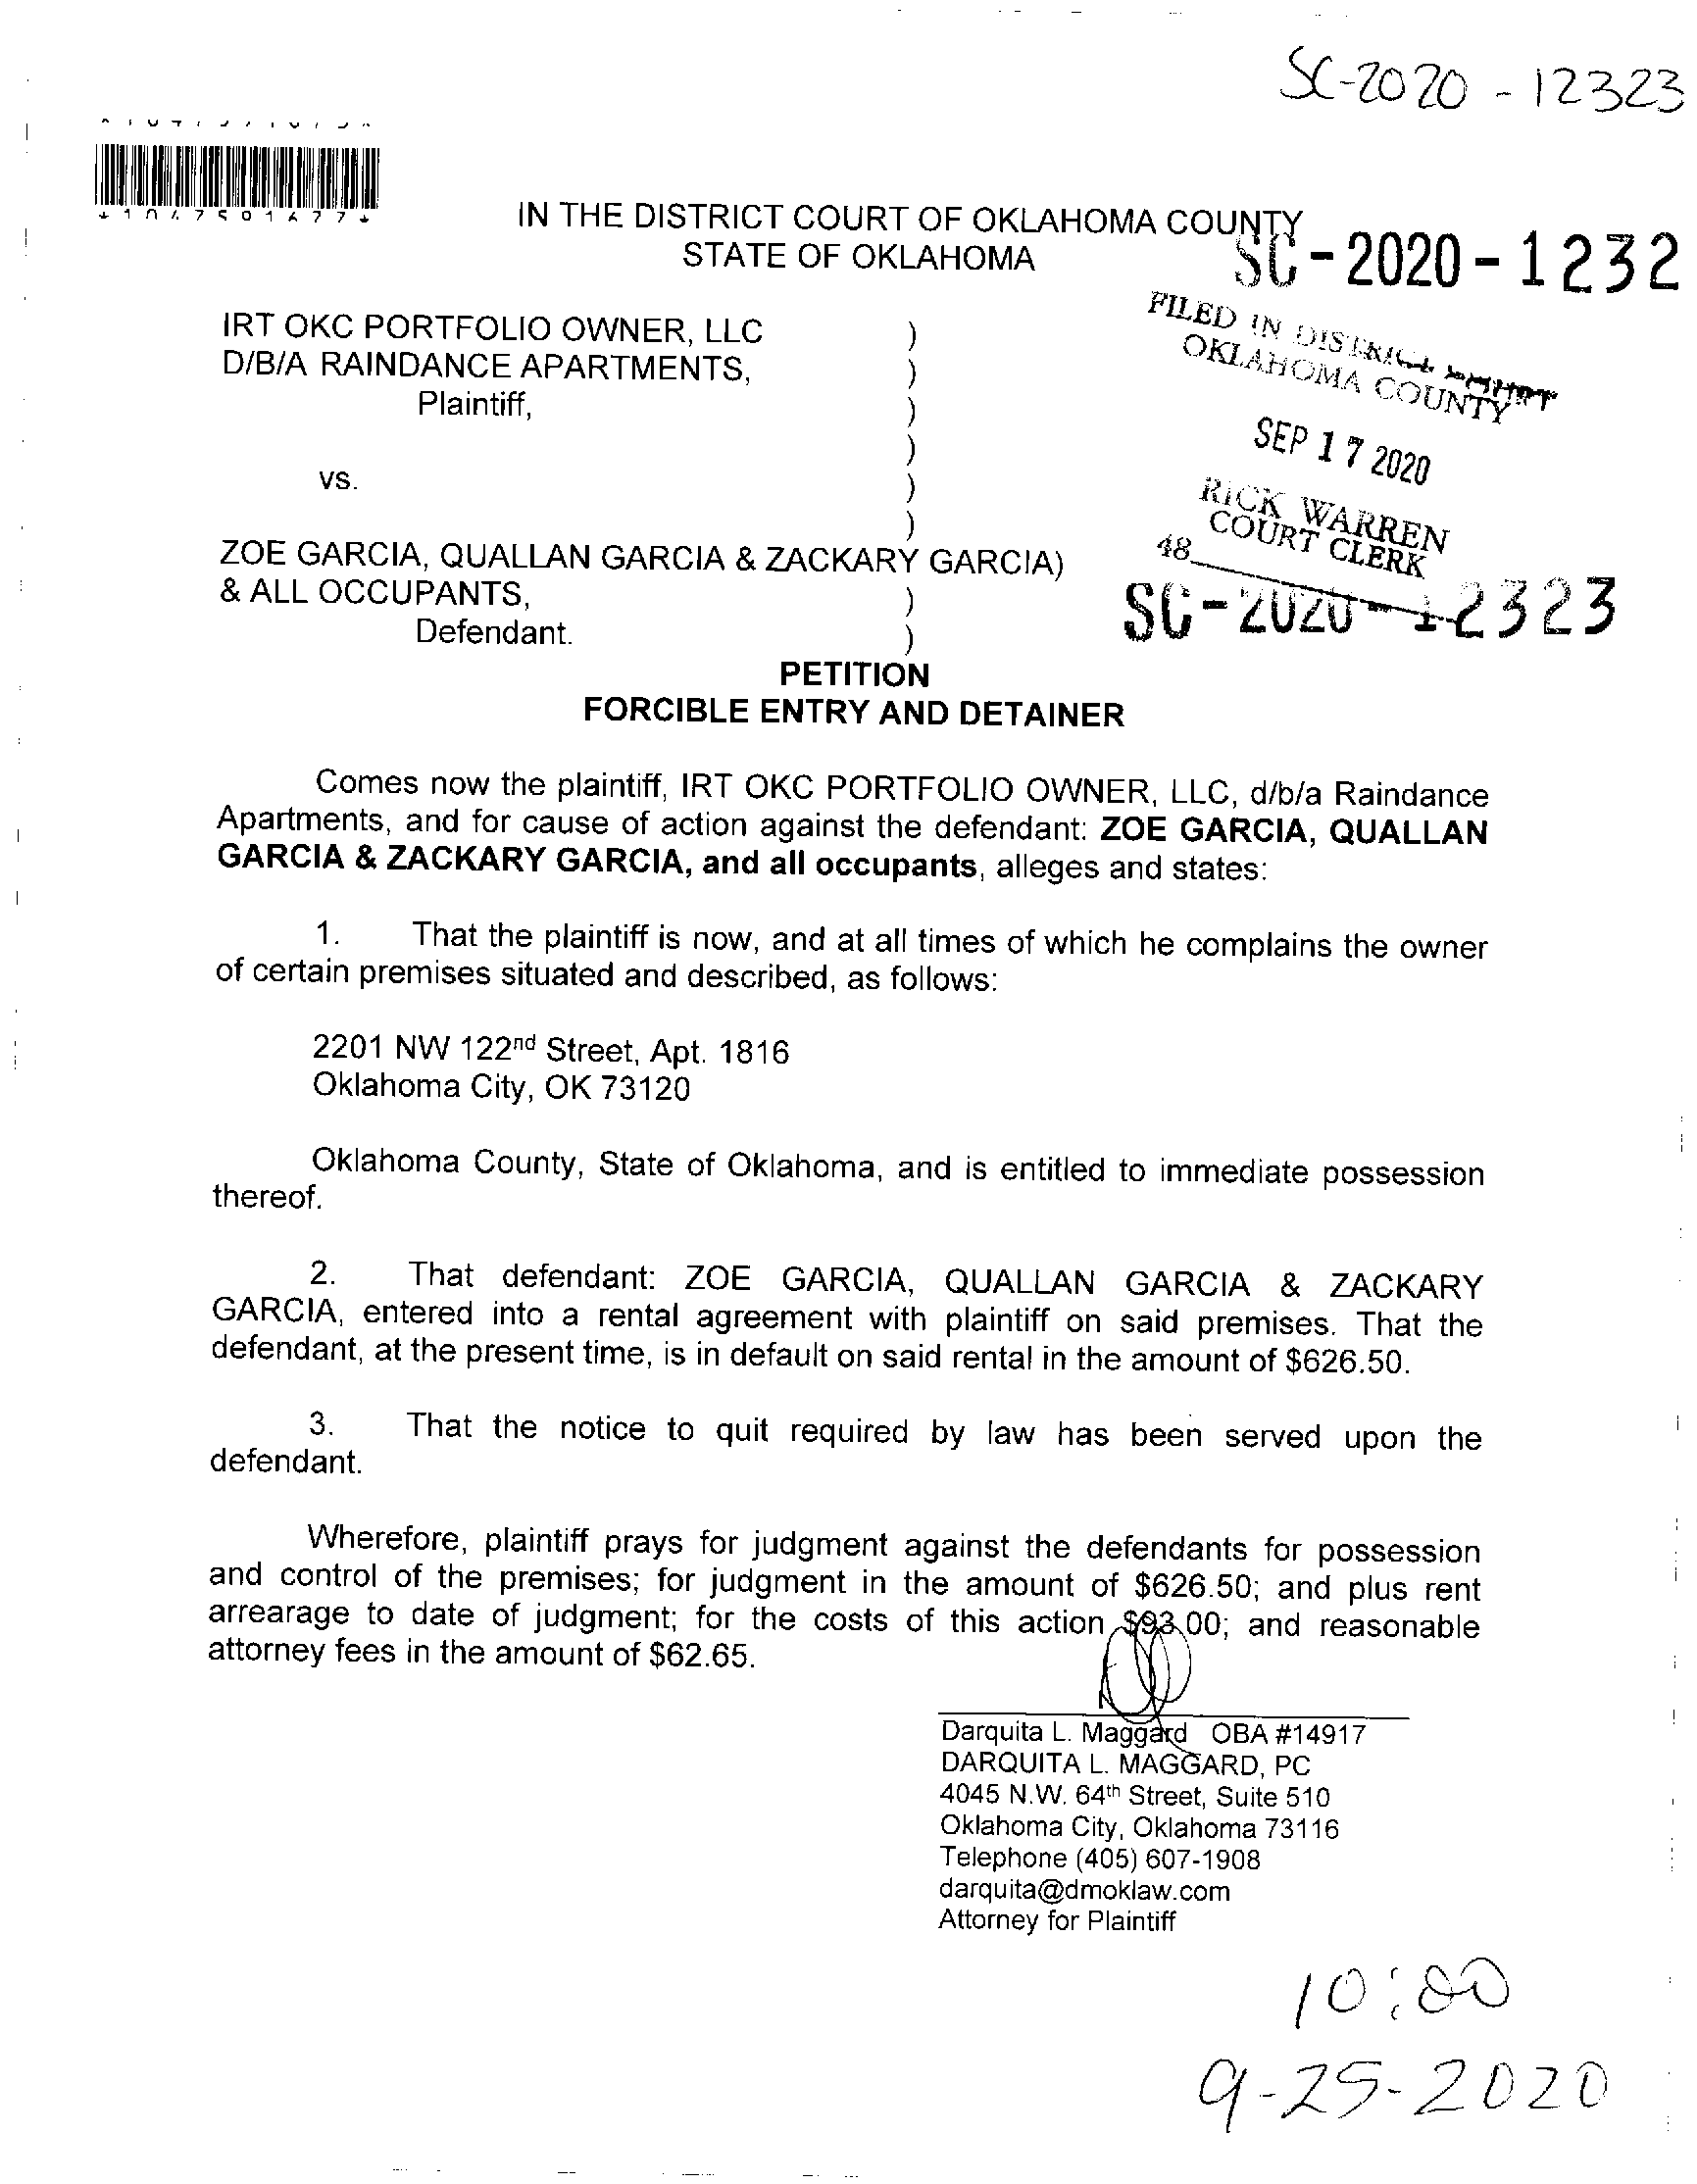 SC-2020-12323
*1047501677*
IN THE DISTRICT COURT OF OKLAHOMA COUNTY
STATE OF OKLAHOMA
SC-2020-1232
FILED IN DISTRICT COURT
OKLAHOMA COUNTY
SEP 17 2020
RICK WARREN
COURT CLERK
48
SC-2020-12323
IRT OKC PORTFOLIO OWNER, LLC )
D/B/A RAINDANCE APARTMENTS, )
Plaintiff, )
)
vs. )
)
ZOE GARCIA, QUALLAN GARCIA & ZACKARY GARCIA)
& ALL OCCUPANTS, )
Defendant. )
PETITION
FORCIBLE ENTRY AND DETAINER
Comes now the plaintiff, IRT OKC PORTFOLIO OWNER, LLC, d/b/a Raindance
Apartments, and for cause of action against the defendant: ZOE GARCIA, QUALLAN
GARCIA & ZACKARY GARCIA, and all occupants, alleges and states:
1. That the plaintiff is now, and at all times of which he complains the owner
of certain premises situated and described, as follows:
2201 NW 122nd Street, Apt. 1816
Oklahoma City, OK 73120
Oklahoma County, State of Oklahoma, and is entitled to immediate possession
thereof.
2. That defendant: ZOE GARCIA, QUALLAN GARCIA & ZACKARY
GARCIA, entered into a rental agreement with plaintiff on said premises. That the
defendant, at the present time, is in default on said rental in the amount of $626.50.
3. That the notice to quit required by law has been served upon the
defendant.
Wherefore, plaintiff prays for judgment against the defendants for possession
and control of the premises; for judgment in the amount of $626.50; and plus rent
arrearage to date of judgment; for the costs of this action $93.00; and reasonable
attorney fees in the amount of $62.65.
Darquita L. Maggard OBA #14917
DARQUITA L. MAGGARD, PC
4045 N.W. 64th Street, Suite 510
Oklahoma City, Oklahoma 73116
Telephone (405) 607-1908
darquita@dmoklaw.com
Attorney for Plaintiff
10:00
9-25-2020